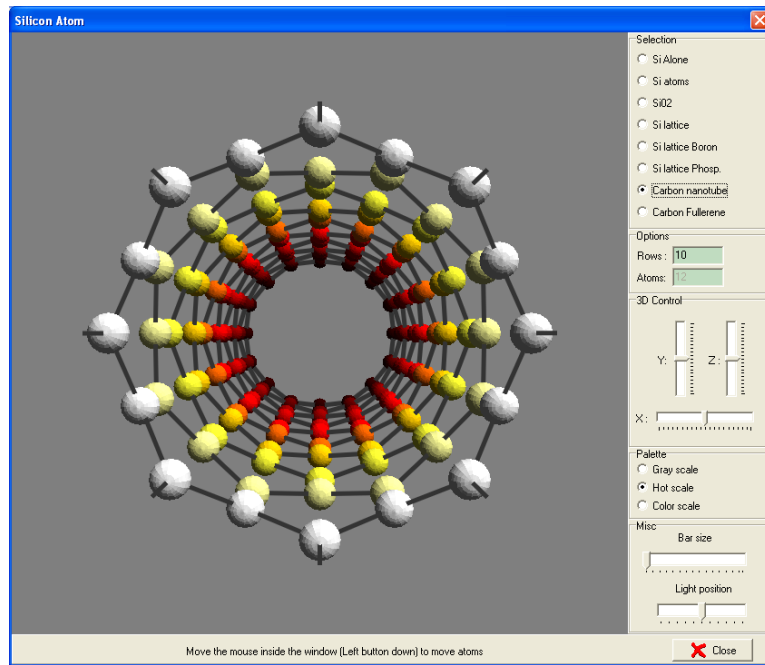 Silicon Atom
Selection
Si Alone
Si atoms
Si02
Si lattice
Si lattice Boron
Si lattice Phosp.
Carbon nanotube
Carbon Fullerene
Options
Rows : 10
Atoms: 12
3D Control
Y: Z :
X :
Palette
Gray scale
Hot scale
Color scale
Misc
Bar size
Light position
Move the mouse inside the window (Left button down) to move atoms
Close